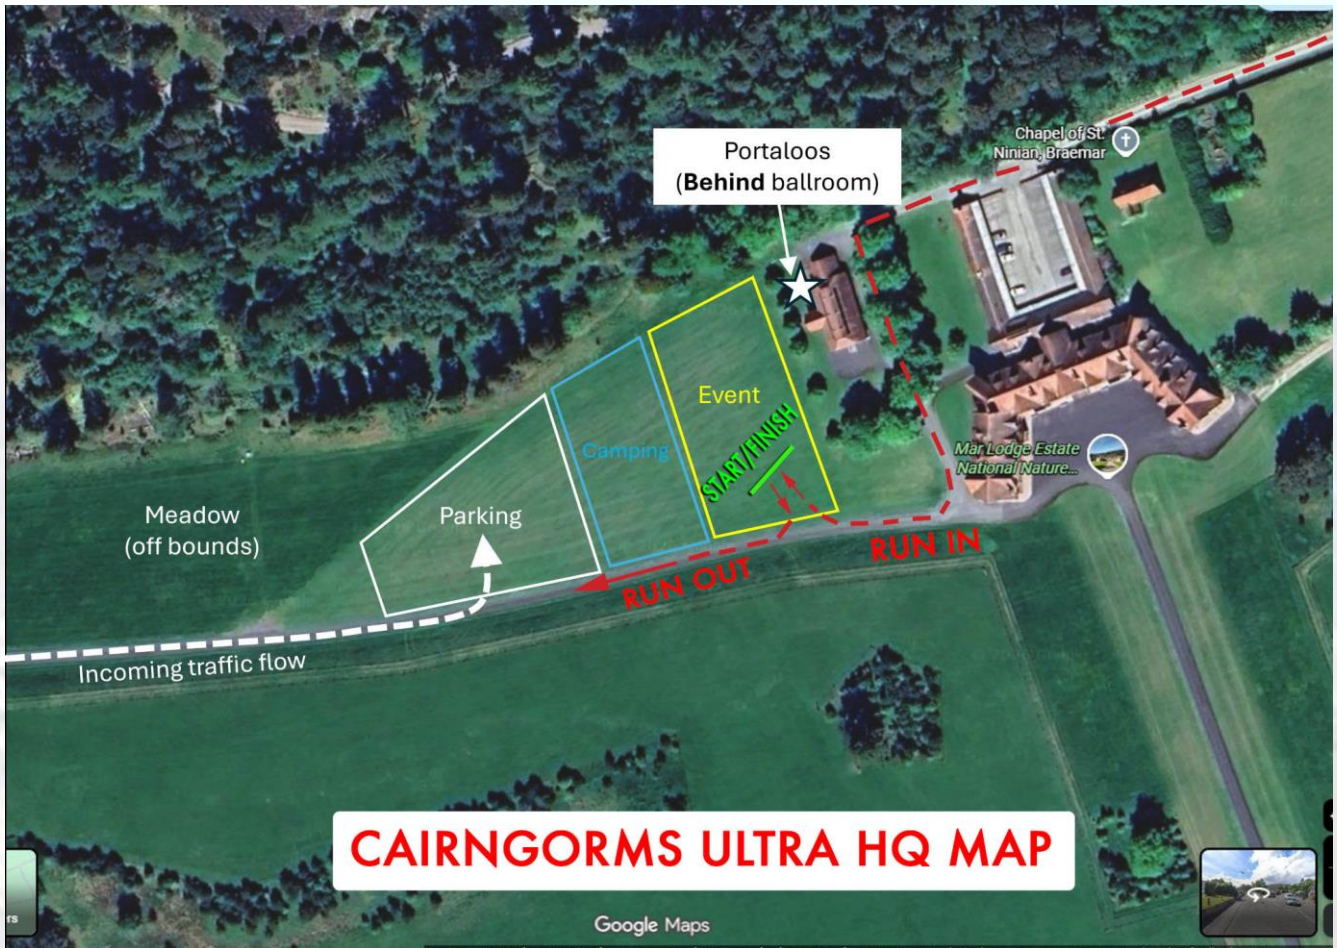 Portaloos
(Behind ballroom)
Chapel of St.
Ninian, Braemar
Event
START/FINISH
Camping
Mar Lodge Estate
National Nature...
Meadow
(off bounds)
Parking
RUN IN
RUN OUT
Incoming traffic flow
CAIRNGORMS ULTRA HQ MAP
rs
Google Maps